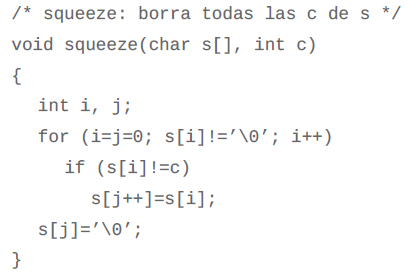 /* squeeze: borra todas las c de s */
void squeeze(char s[], int c)
{
int i, j;
for (i=j=0; s[i]!=’\0’; i++)
if (s[i]!=c)
s[j++]=s[i];
s[j]=’\0’;
}